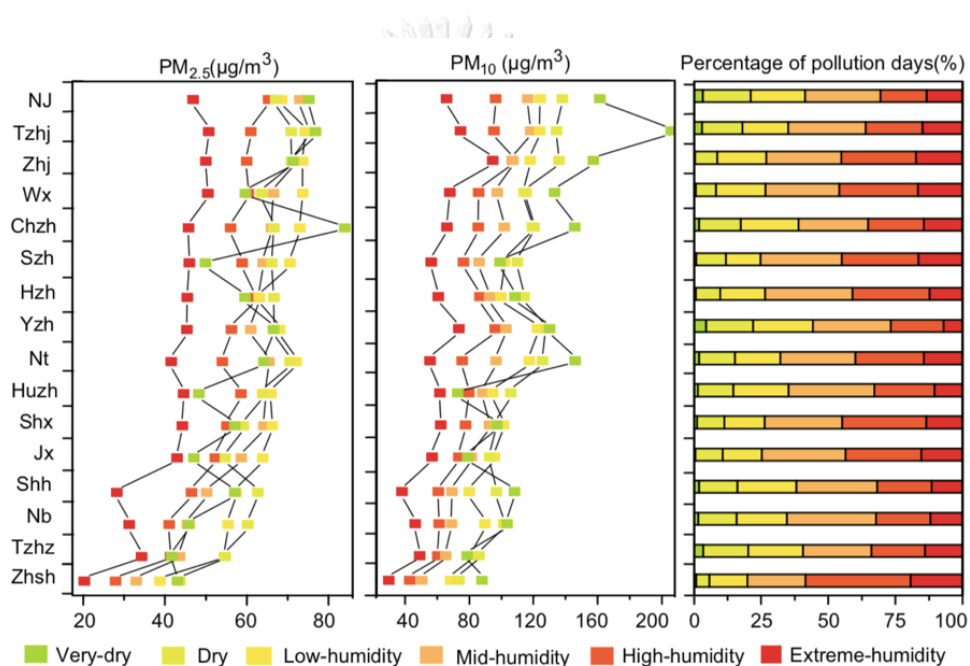 PM2.5(µg/m3) PM10 (µg/m3) Percentage of pollution days(%)
NJ
Tzhj
Zhj
Wx
Chzh
Szh
Hzh
Yzh
Nt
Huzh
Shx
Jx
Shh
Nb
Tzhz
Zhsh
20 40 60 80 40 80 120 160 200 0 25 50 75 100
Very-dry Dry Low-humidity Mid-humidity High-humidity Extreme-humidity